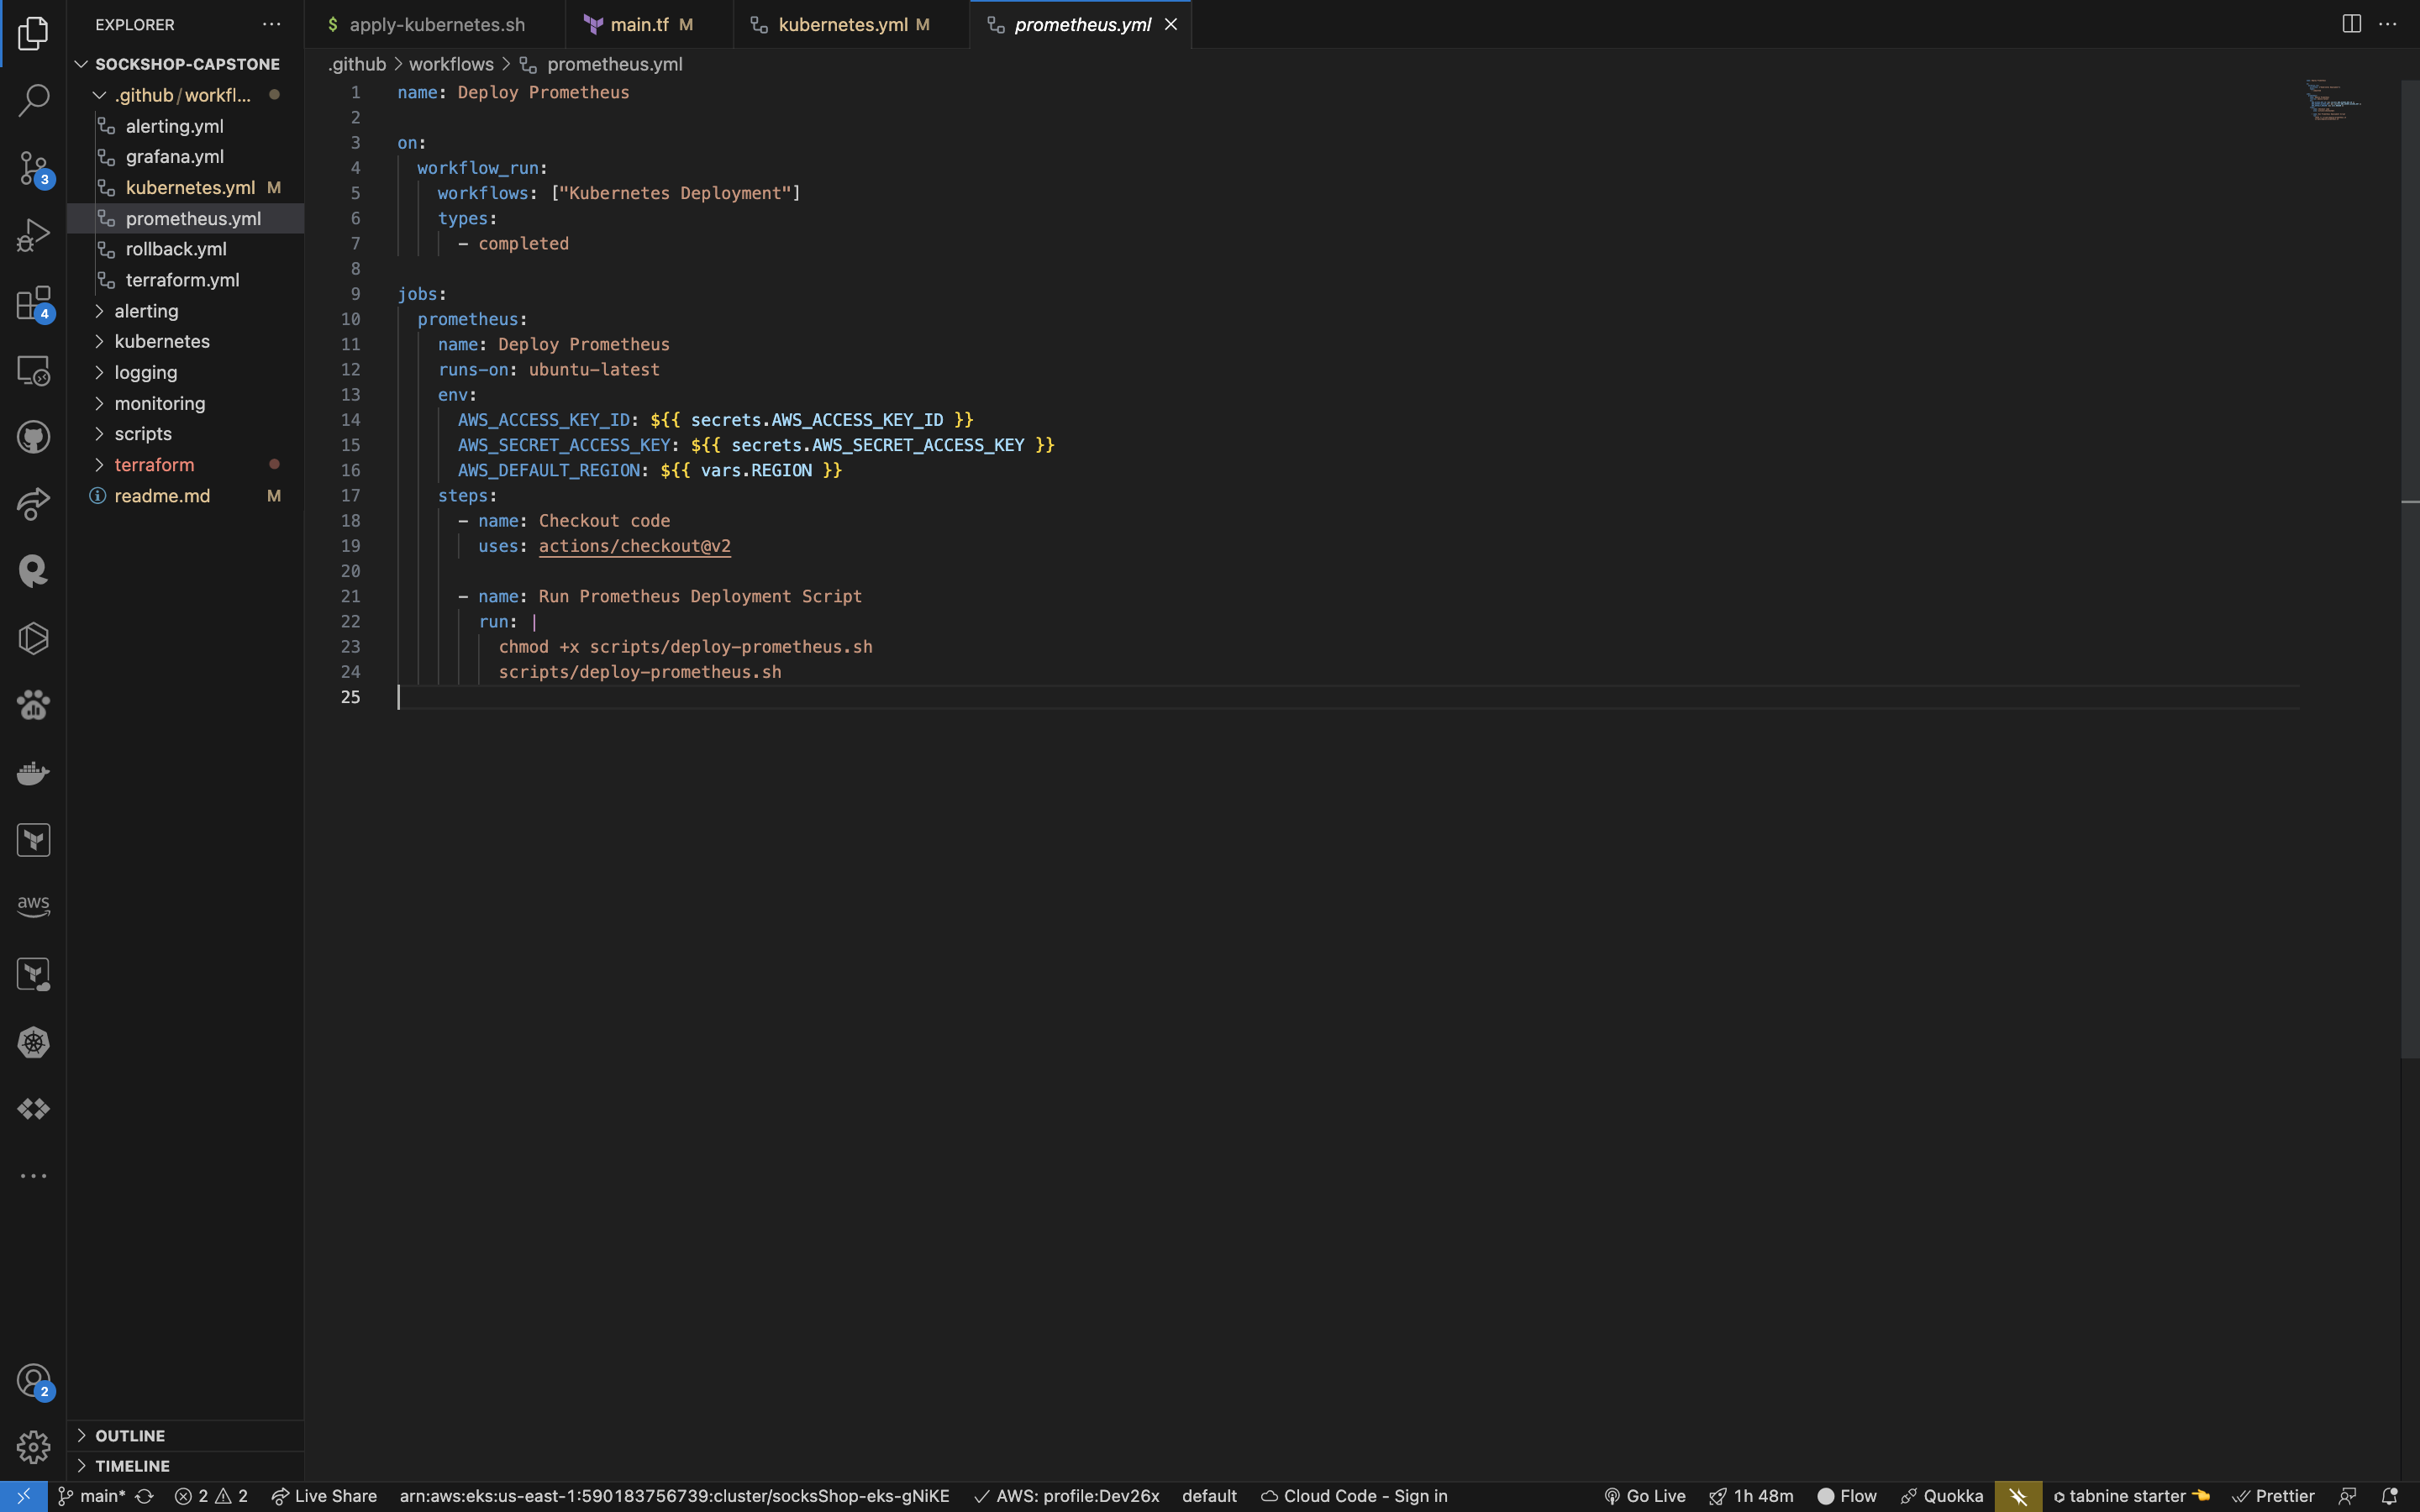 EXPLORER
apply-kubernetes.sh
main.tf M
kubernetes.yml M
prometheus.yml
SOCKSHOP-CAPSTONE
.github/workfl...
alerting.yml
grafana.yml
kubernetes.yml M
prometheus.yml
rollback.yml
terraform.yml
alerting
kubernetes
logging
monitoring
scripts
terraform
readme.md M
OUTLINE
TIMELINE
3
4
aws
2
.github > workflows > prometheus.yml
1 name: Deploy Prometheus
2
3 on:
4 workflow_run:
5 workflows: ["Kubernetes Deployment"]
6 types:
7 - completed
8
9 jobs:
10 prometheus:
11 name: Deploy Prometheus
12 runs-on: ubuntu-latest
13 env:
14 AWS_ACCESS_KEY_ID: ${{ secrets.AWS_ACCESS_KEY_ID }}
15 AWS_SECRET_ACCESS_KEY: ${{ secrets.AWS_SECRET_ACCESS_KEY }}
16 AWS_DEFAULT_REGION: ${{ vars.REGION }}
17 steps:
18 - name: Checkout code
19 uses: actions/checkout@v2
20
21 - name: Run Prometheus Deployment Script
22 run: |
23 chmod +x scripts/deploy-prometheus.sh
24 scripts/deploy-prometheus.sh
25
main* 2 2 Live Share arn:aws:eks:us-east-1:590183756739:cluster/socksShop-eks-gNiKE AWS: profile:Dev26x default Cloud Code - Sign in Go Live 1h 48m Flow Quokka tabnine starter Prettier